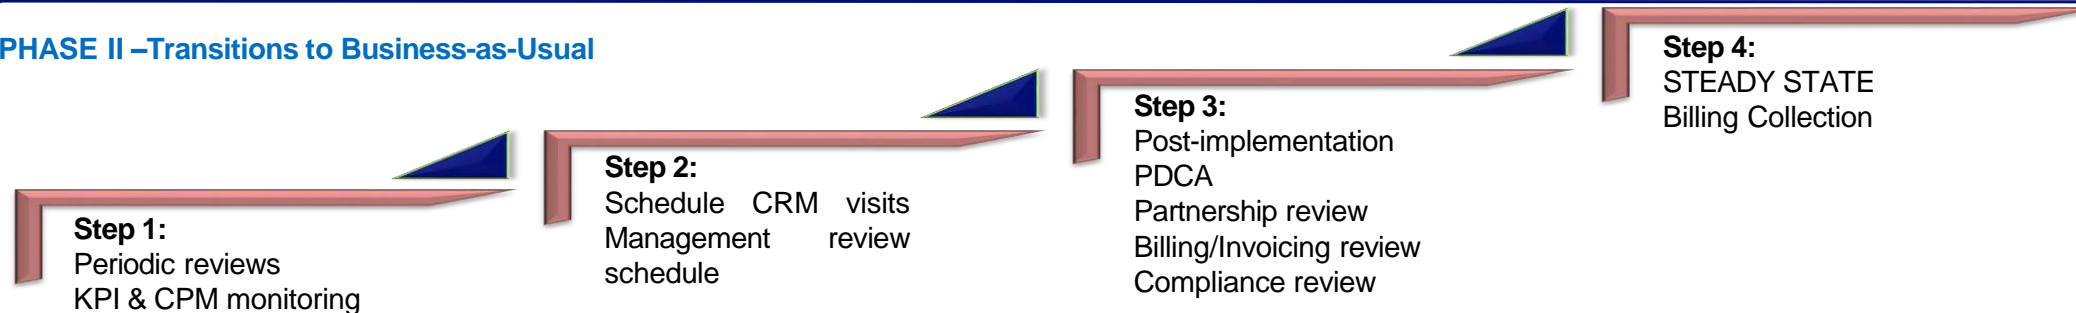 PHASE II –Transitions to Business-as-Usual
Step 1:
Periodic reviews
KPI & CPM monitoring
Step 2:
Schedule CRM visits
Management review
schedule
Step 3:
Post-implementation
PDCA
Partnership review
Billing/Invoicing review
Compliance review
Step 4:
STEADY STATE
Billing Collection